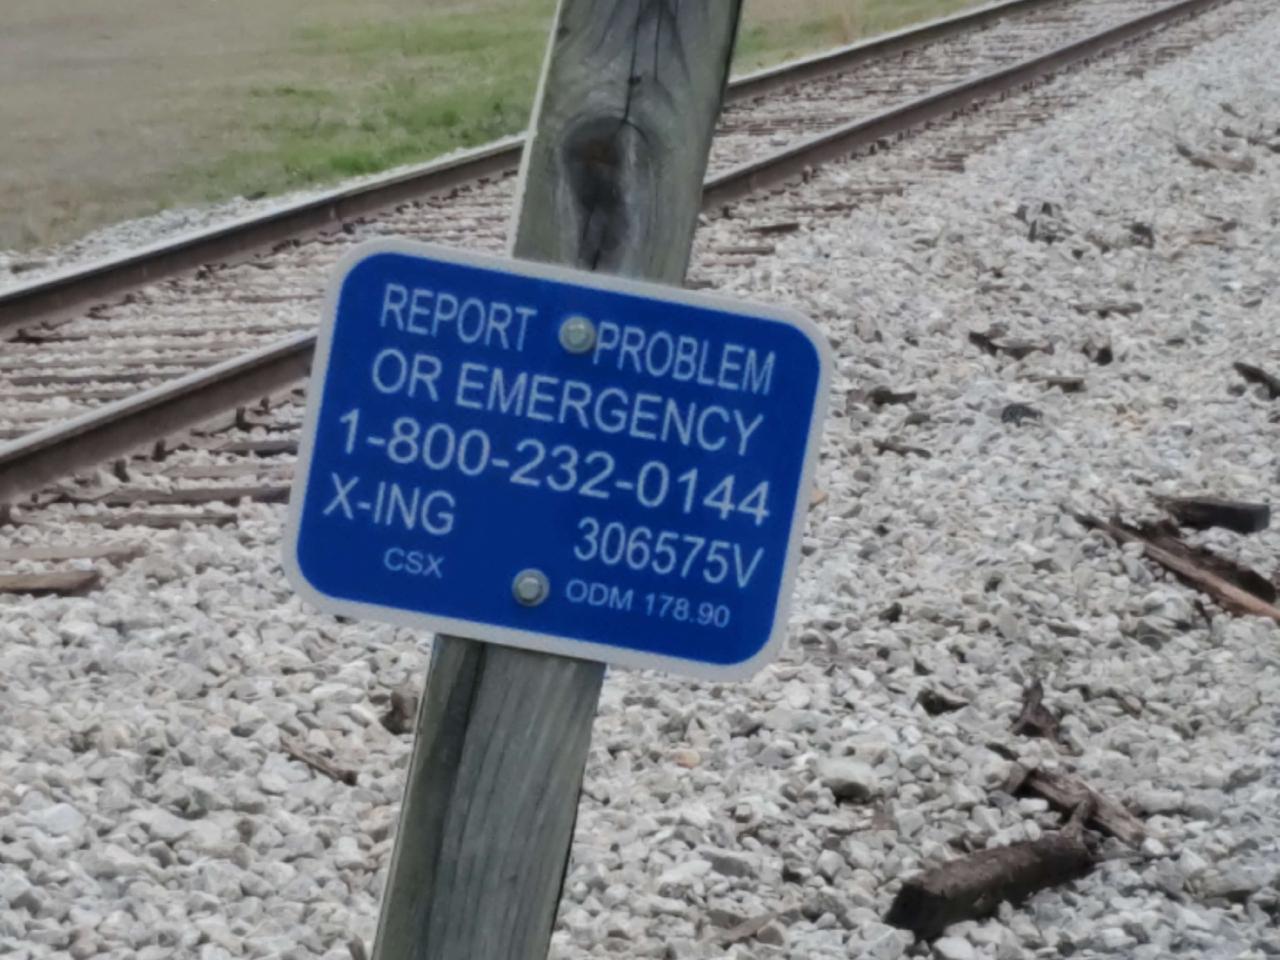 REPORT PROBLEM
OR EMERGENCY
1-800-232-0144
X-ING 306575V
CSX ODM 178.90